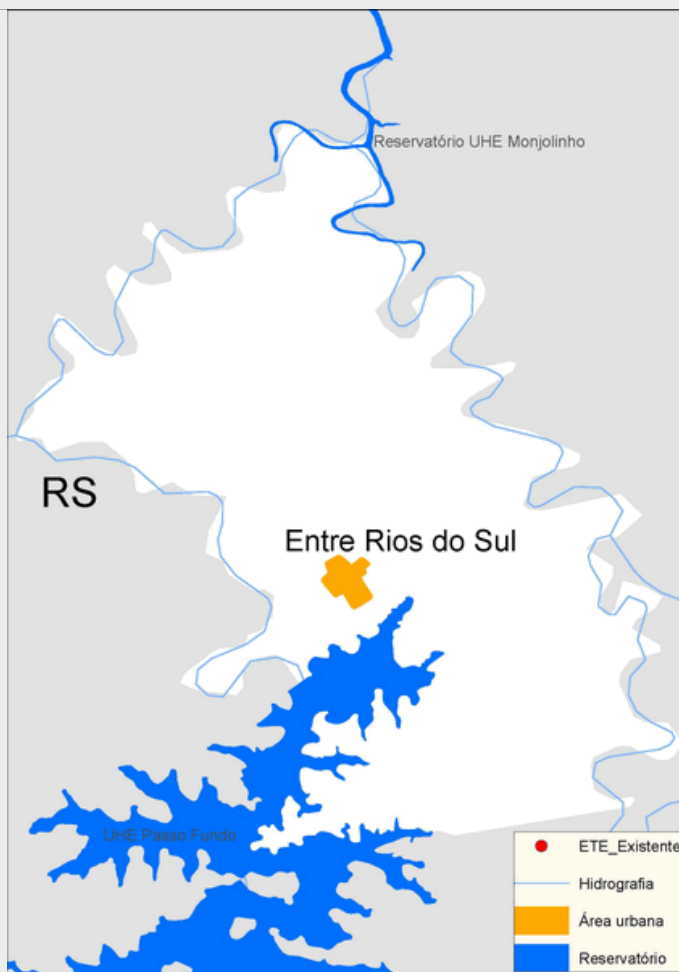 Reservatório UHE Monjolinho
RS
Entre Rios do Sul
UHE Passo Fundo
ETE_Existente
Hidrografia
Área urbana
Reservatório